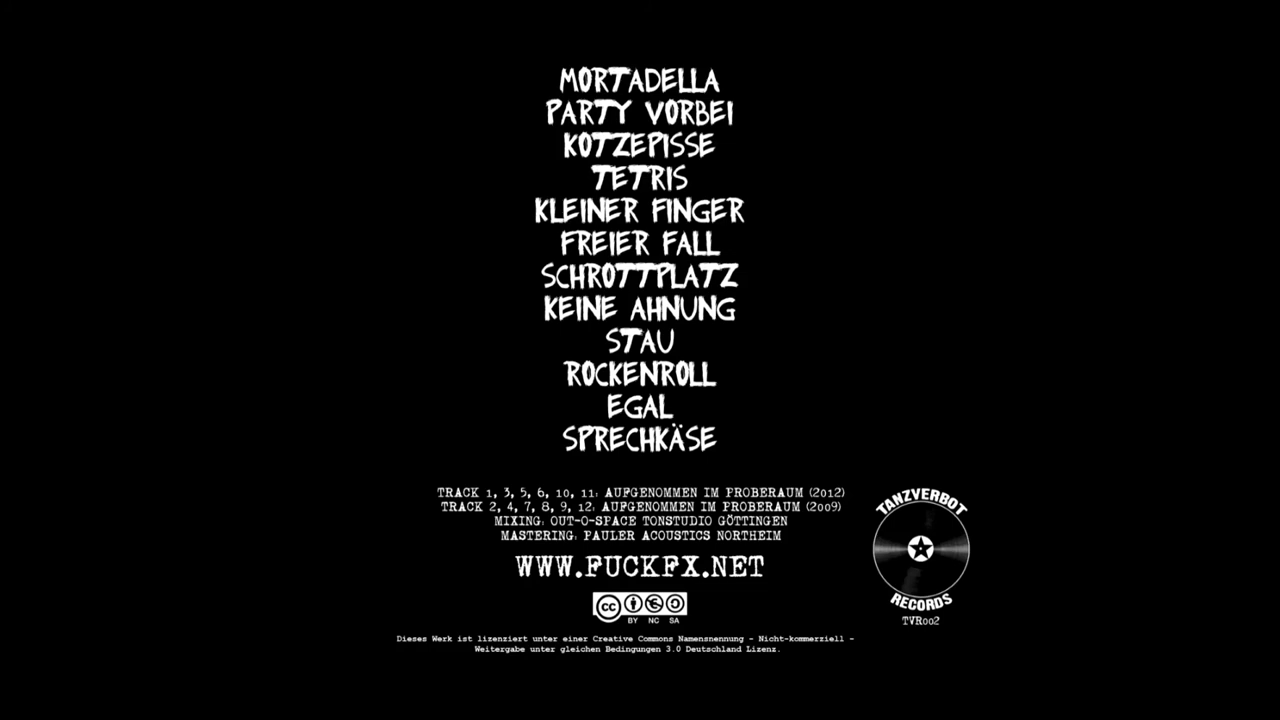 MORTADELLA
PARTY VORBEI
KOTZEPISSE
TETRIS
KLEINER FINGER
FREIER FALL
SCHROTTPLATZ
KEINE AHNUNG
STAU
ROCKENROLL
EGAL
SPRECHKÄSE
TRACK 1, 3, 5, 6, 10, 11: AUFGENOMMEN IM PROBERAUM (2012)
TRACK 2, 4, 7, 8, 9, 12: AUFGENOMMEN IM PROBERAUM (2009)
MIXING: OUT-O-SPACE TONSTUDIO GÖTTINGEN
MASTERING: PAULER ACOUSTICS NORTHEIM
WWW.FUCKFX.NET
TANZVERBOT
RECORDS
TVR002
cc
BY NC SA
Dieses Werk ist lizenziert unter einer Creative Commons Namensnennung - Nicht-kommerziell -
Weitergabe unter gleichen Bedingungen 3.0 Deutschland Lizenz.